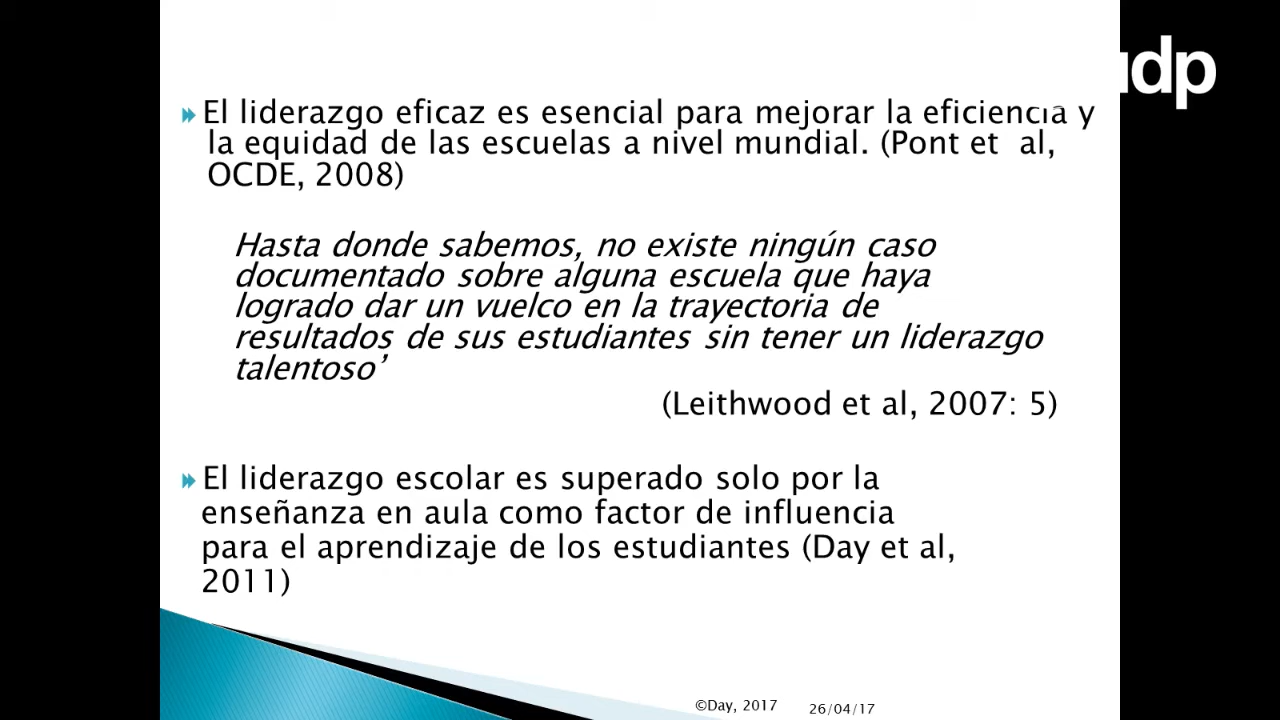 udp
El liderazgo eficaz es esencial para mejorar la eficiencia y
la equidad de las escuelas a nivel mundial. (Pont et al,
OCDE, 2008)
Hasta donde sabemos, no existe ningún caso
documentado sobre alguna escuela que haya
logrado dar un vuelco en la trayectoria de
resultados de sus estudiantes sin tener un liderazgo
talentoso’
(Leithwood et al, 2007: 5)
El liderazgo escolar es superado solo por la
enseñanza en aula como factor de influencia
para el aprendizaje de los estudiantes (Day et al,
2011)
©Day, 2017
26/04/17